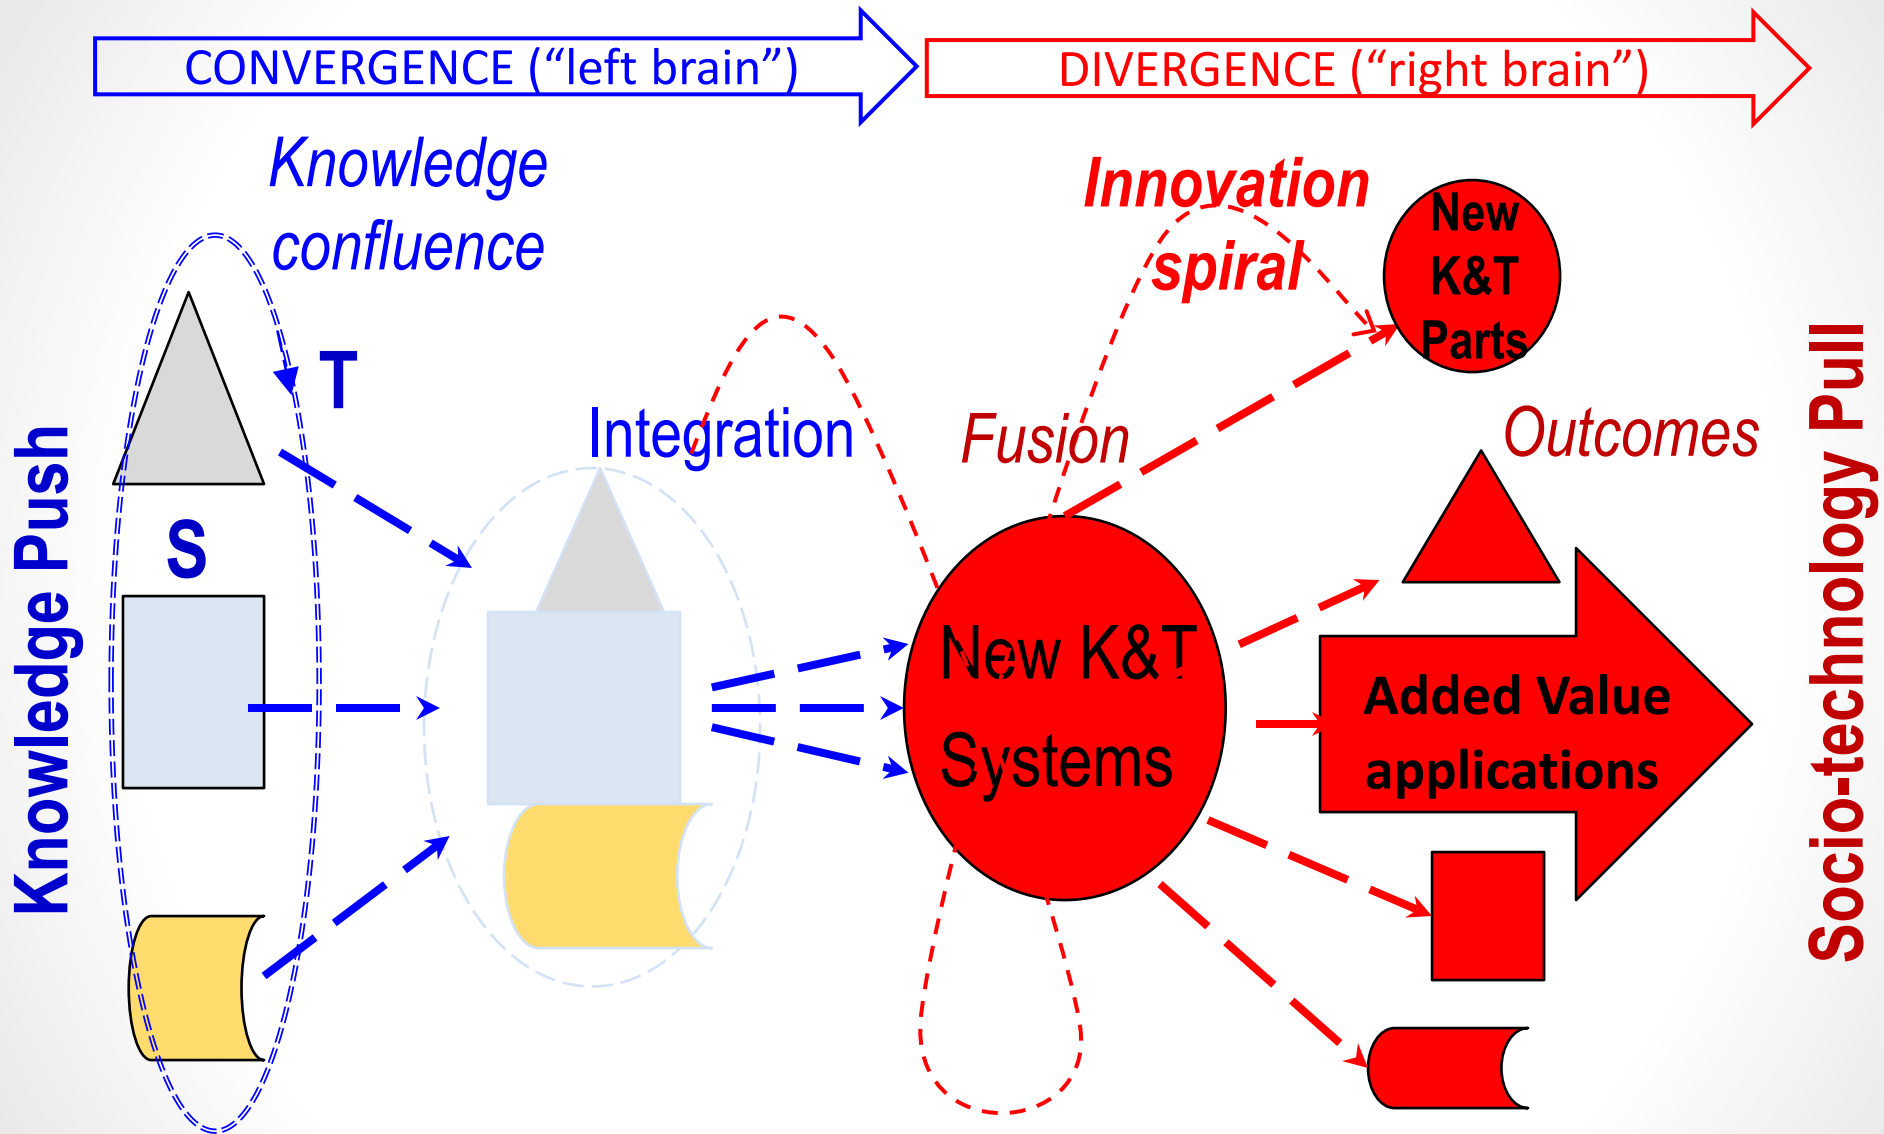 CONVERGENCE (“left brain”)
DIVERGENCE (“right brain”)
Knowledge
confluence
Innovation
spiral
New
K&T
Parts
T
Integration
Fusion
Outcomes
Knowledge Push
S
New K&T
Systems
Added Value
applications
Socio-technology Pull